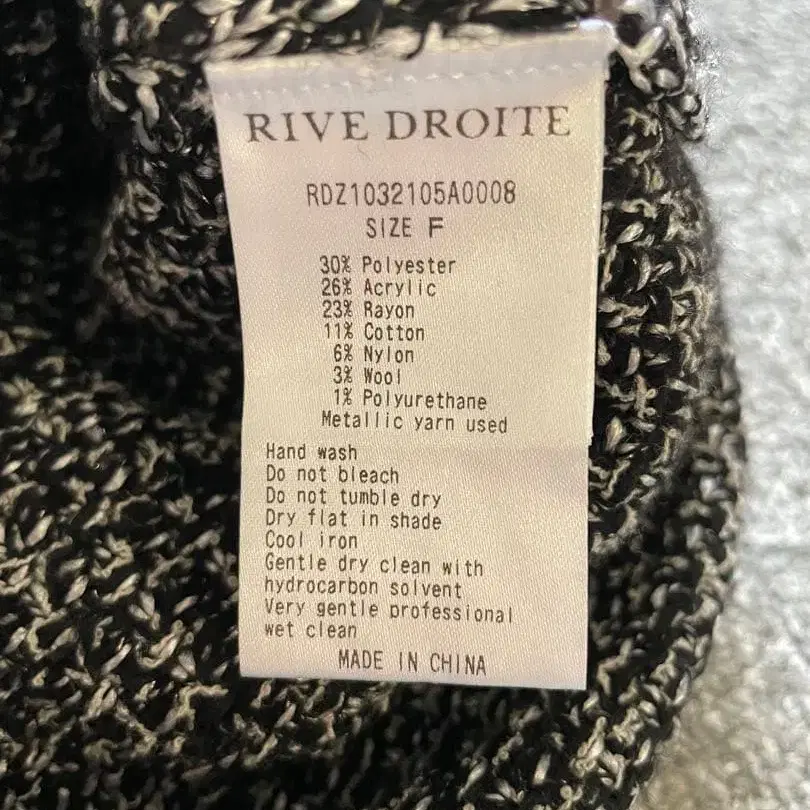 RIVE DROITE
RDZ1032105A0008
SIZE F
30% Polyester
26% Acrylic
23% Rayon
11% Cotton
6% Nylon
3% Wool
1% Polyurethane
Metallic yarn used
Hand wash
Do not bleach
Do not tumble dry
Dry flat in shade
Cool iron
Gentle dry clean with
hydrocarbon solvent
Very gentle professional
wet clean
MADE IN CHINA